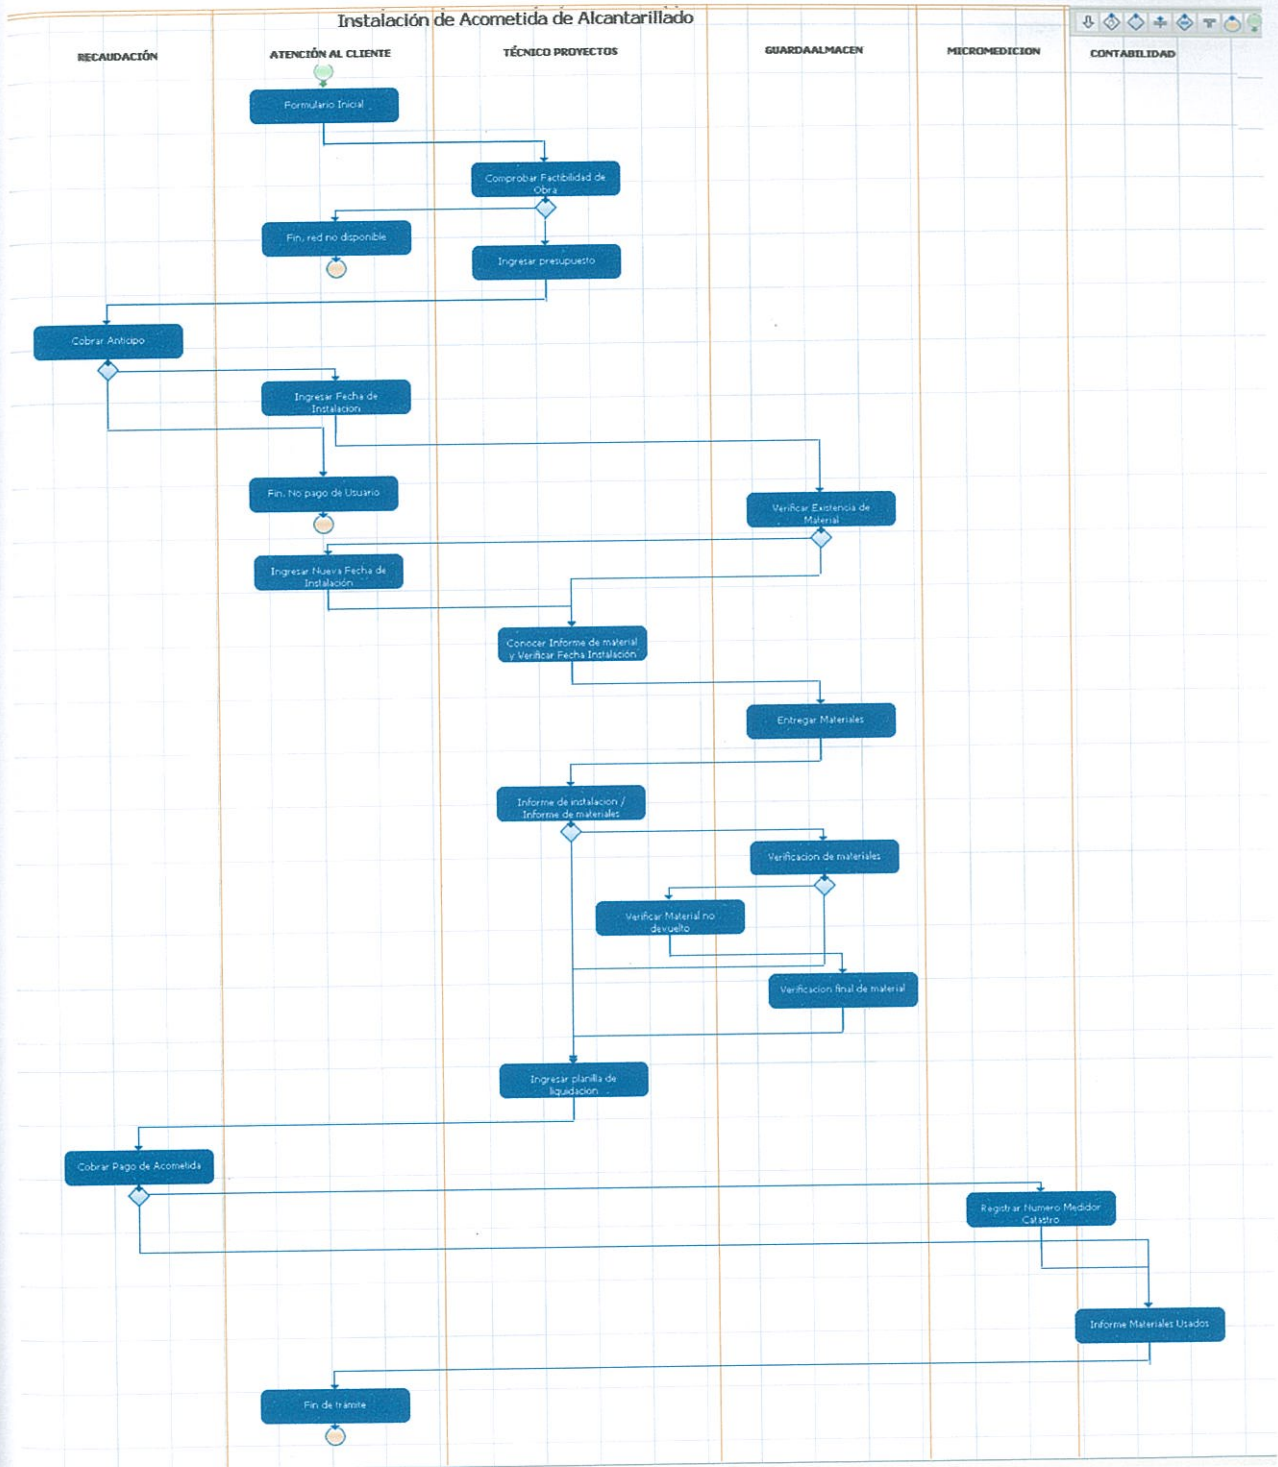 Instalación de Acometida de Alcantarillado
RECAUDACIÓN
ATENCIÓN AL CLIENTE
TÉCNICO PROYECTOS
GUARDAALMACEN
MICROMEDICION
CONTABILIDAD
Formulario Inicial
Comprobar Factibilidad de
Obra
Fin, red no disponible
Ingresar presupuesto
Cobrar Anticipo
Ingresar Fecha de
Instalacion
Fin, No pago de Usuario
Verificar Existencia de
Material
Ingresar Nueva Fecha de
Instalación
Conocer Informe de material
y Verificar Fecha Instalación
Entregar Materiales
Informe de instalacion /
Informe de materiales
Verificacion de materiales
Verificar Material no
devuelto
Verificacion final de material
Ingresar planilla de
liquidacion
Cobrar Pago de Acometida
Registrar Numero Medidor
Catastro
Informe Materiales Usados
Fin de trámite